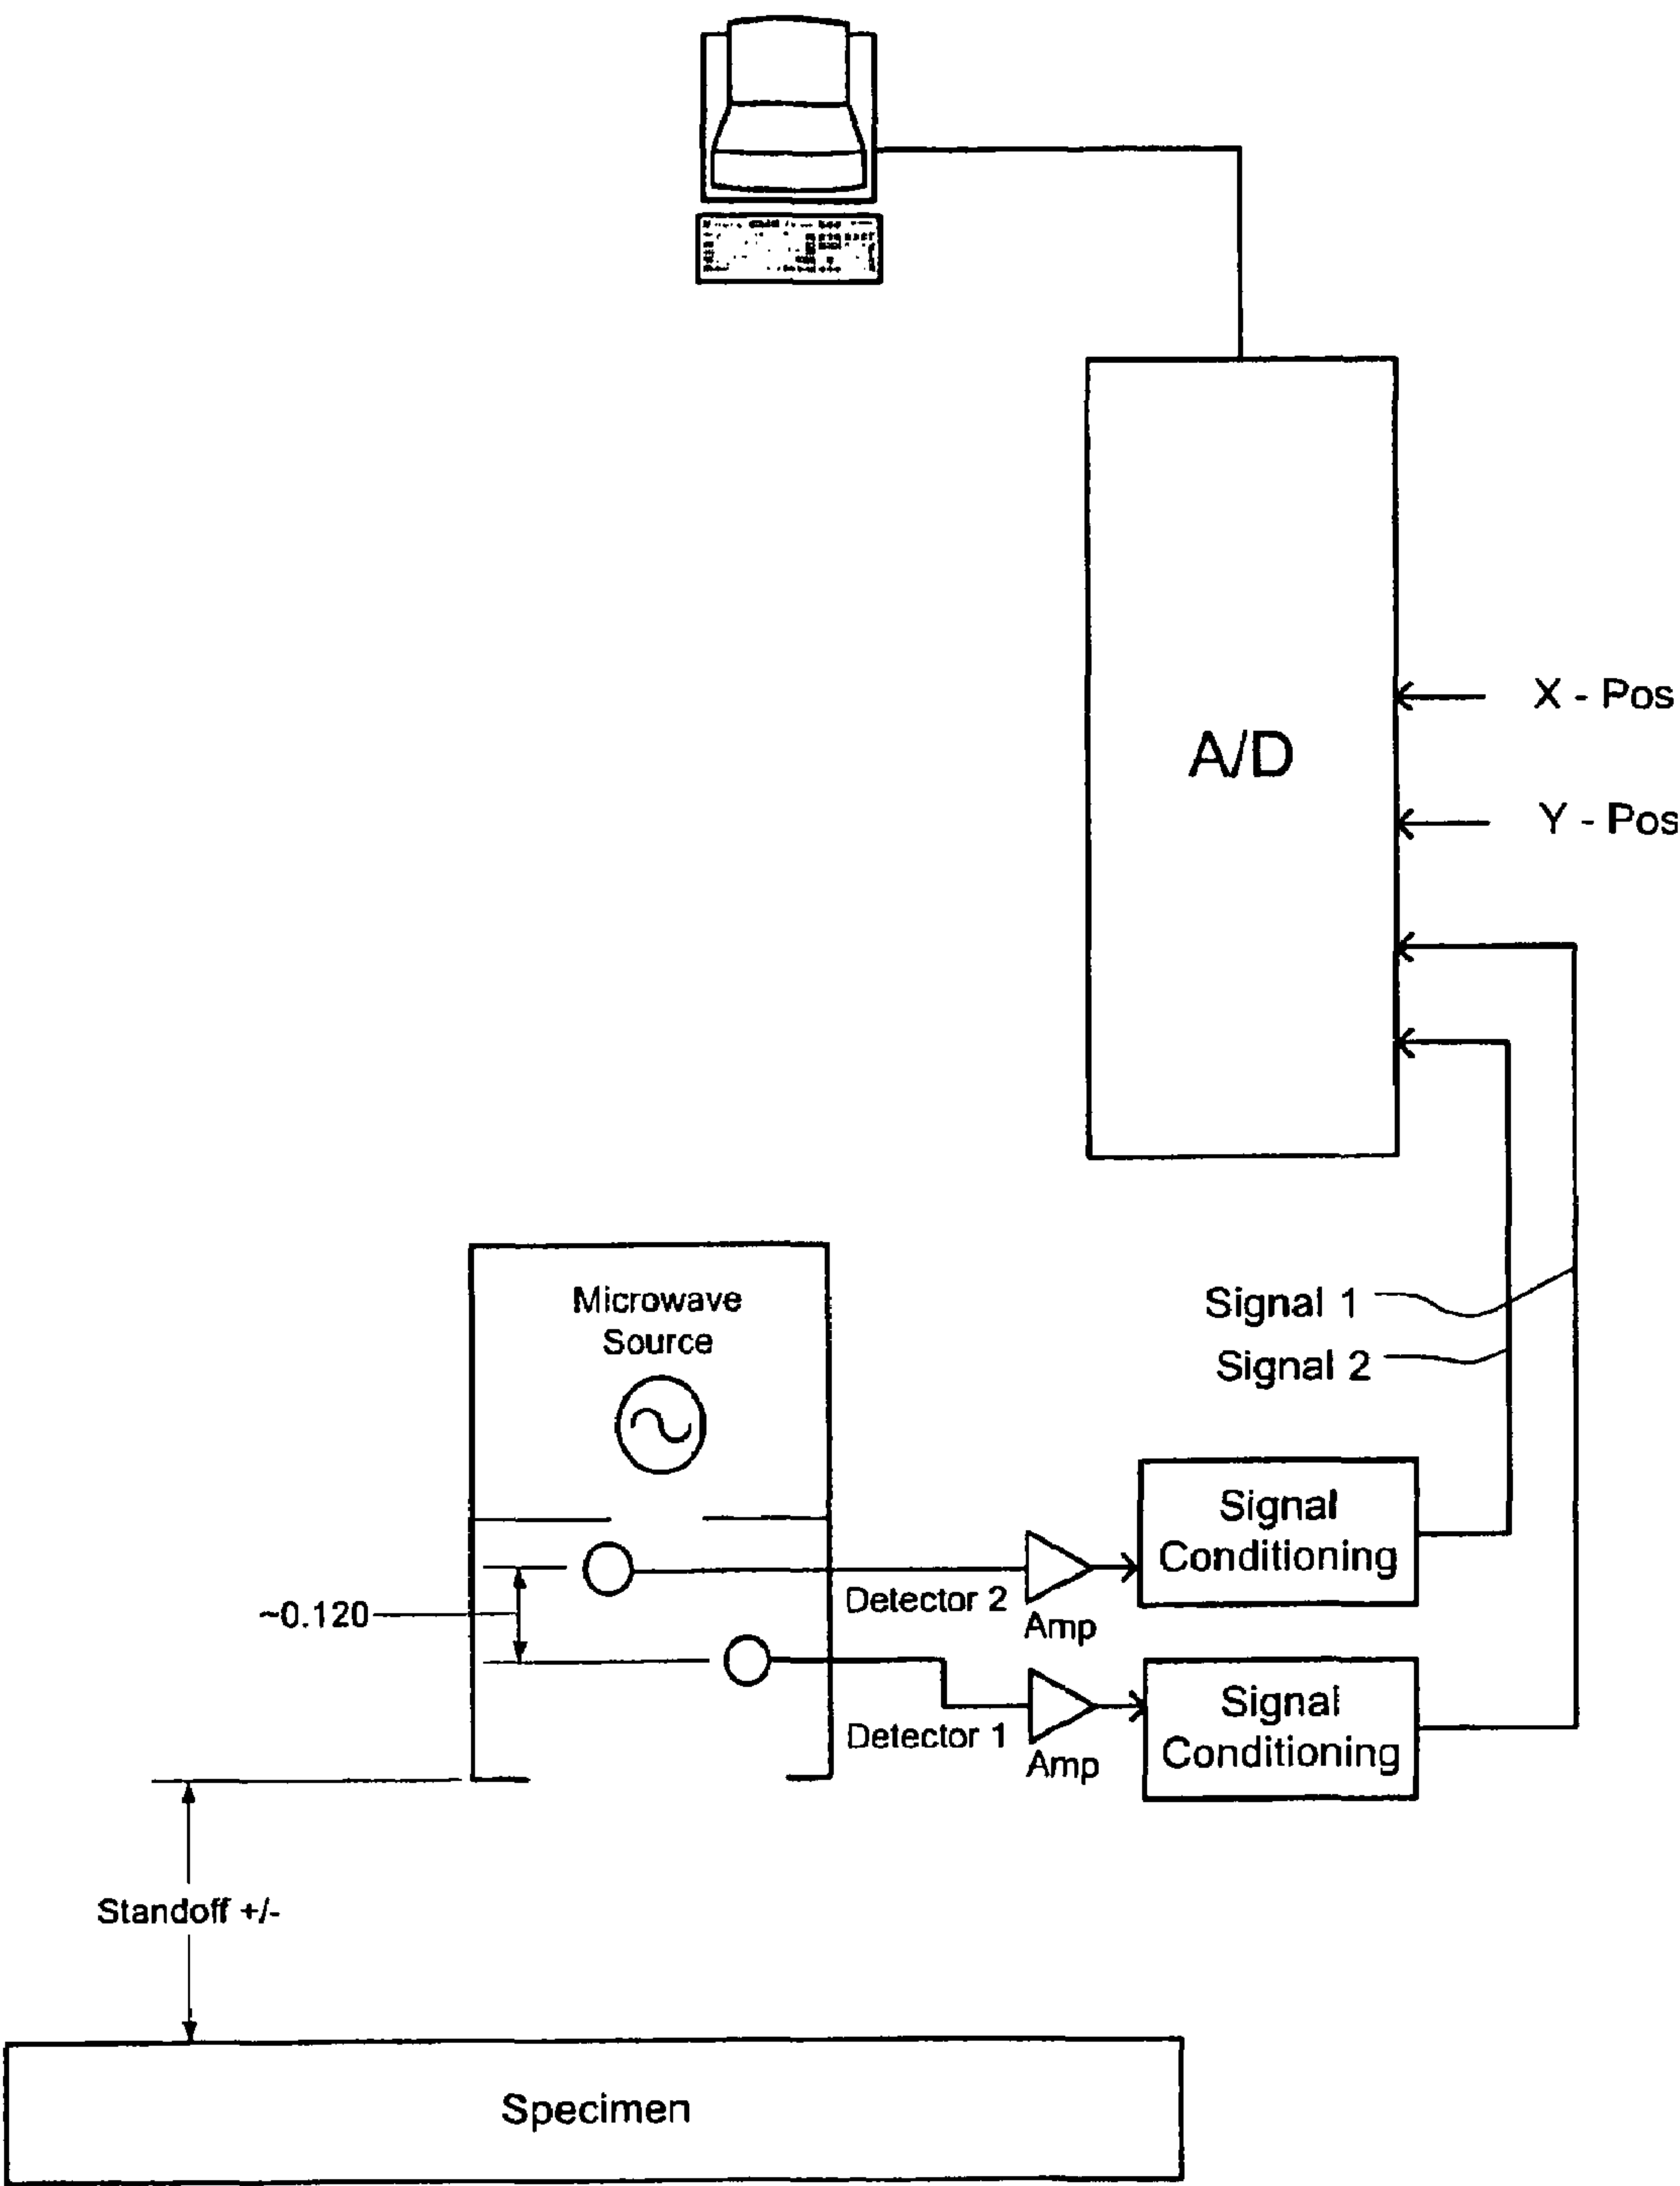 A/D
X - Pos
Y - Pos
Signal 1
Signal 2
Microwave
Source
Signal
Conditioning
~0.120
Detector 2
Amp
Signal
Conditioning
Detector 1
Amp
Standoff +/-
Specimen